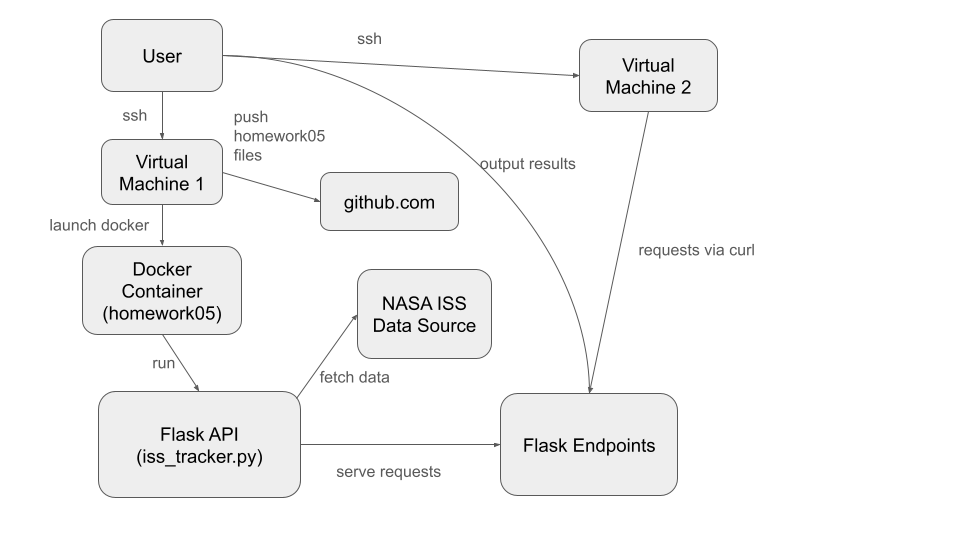 User
ssh
Virtual
Machine 2
ssh
push
homework05
files
Virtual
Machine 1
output results
github.com
launch docker
requests via curl
Docker
Container
(homework05)
NASA ISS
Data Source
run
fetch data
Flask API
(iss_tracker.py)
Flask Endpoints
serve requests